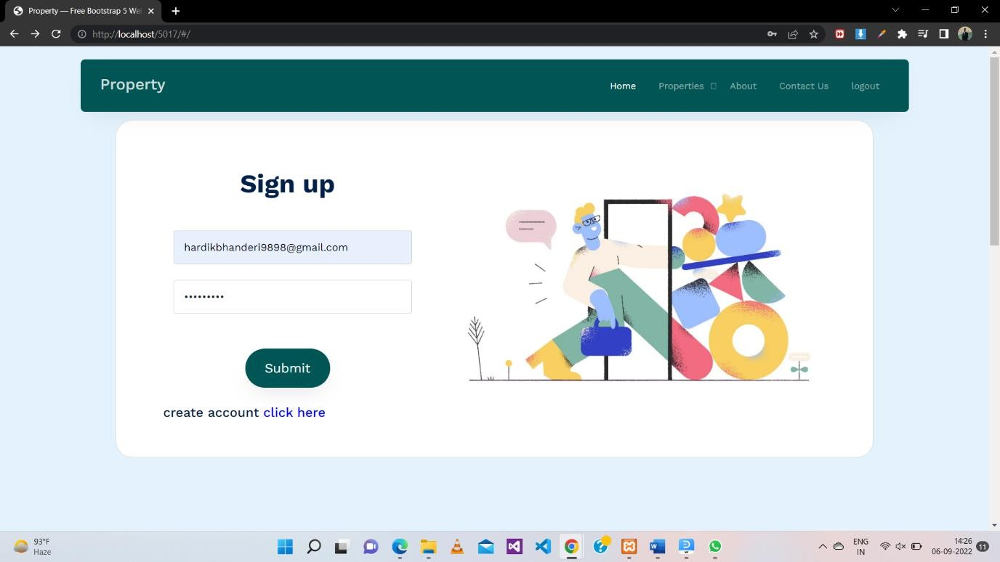 Property — Free Bootstrap 5 We
http://localhost/5017/#/
Property
Home Properties About Contact Us logout
Sign up
hardikbhanderi9898@gmail.com
•••••••••
Submit
create account click here
93°F
Haze
ENG
IN
14:26
06-09-2022
11